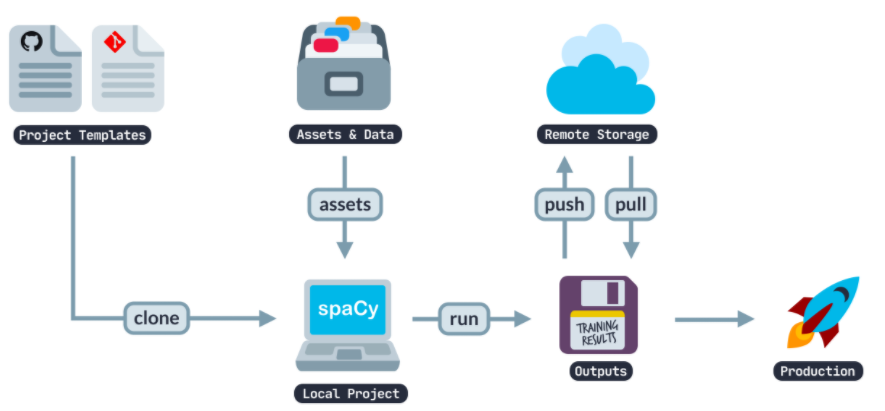 Project Templates
Assets & Data
Remote Storage
assets
push
pull
clone
spaCy
run
TRAINING
RESULTS
Local Project
Outputs
Production